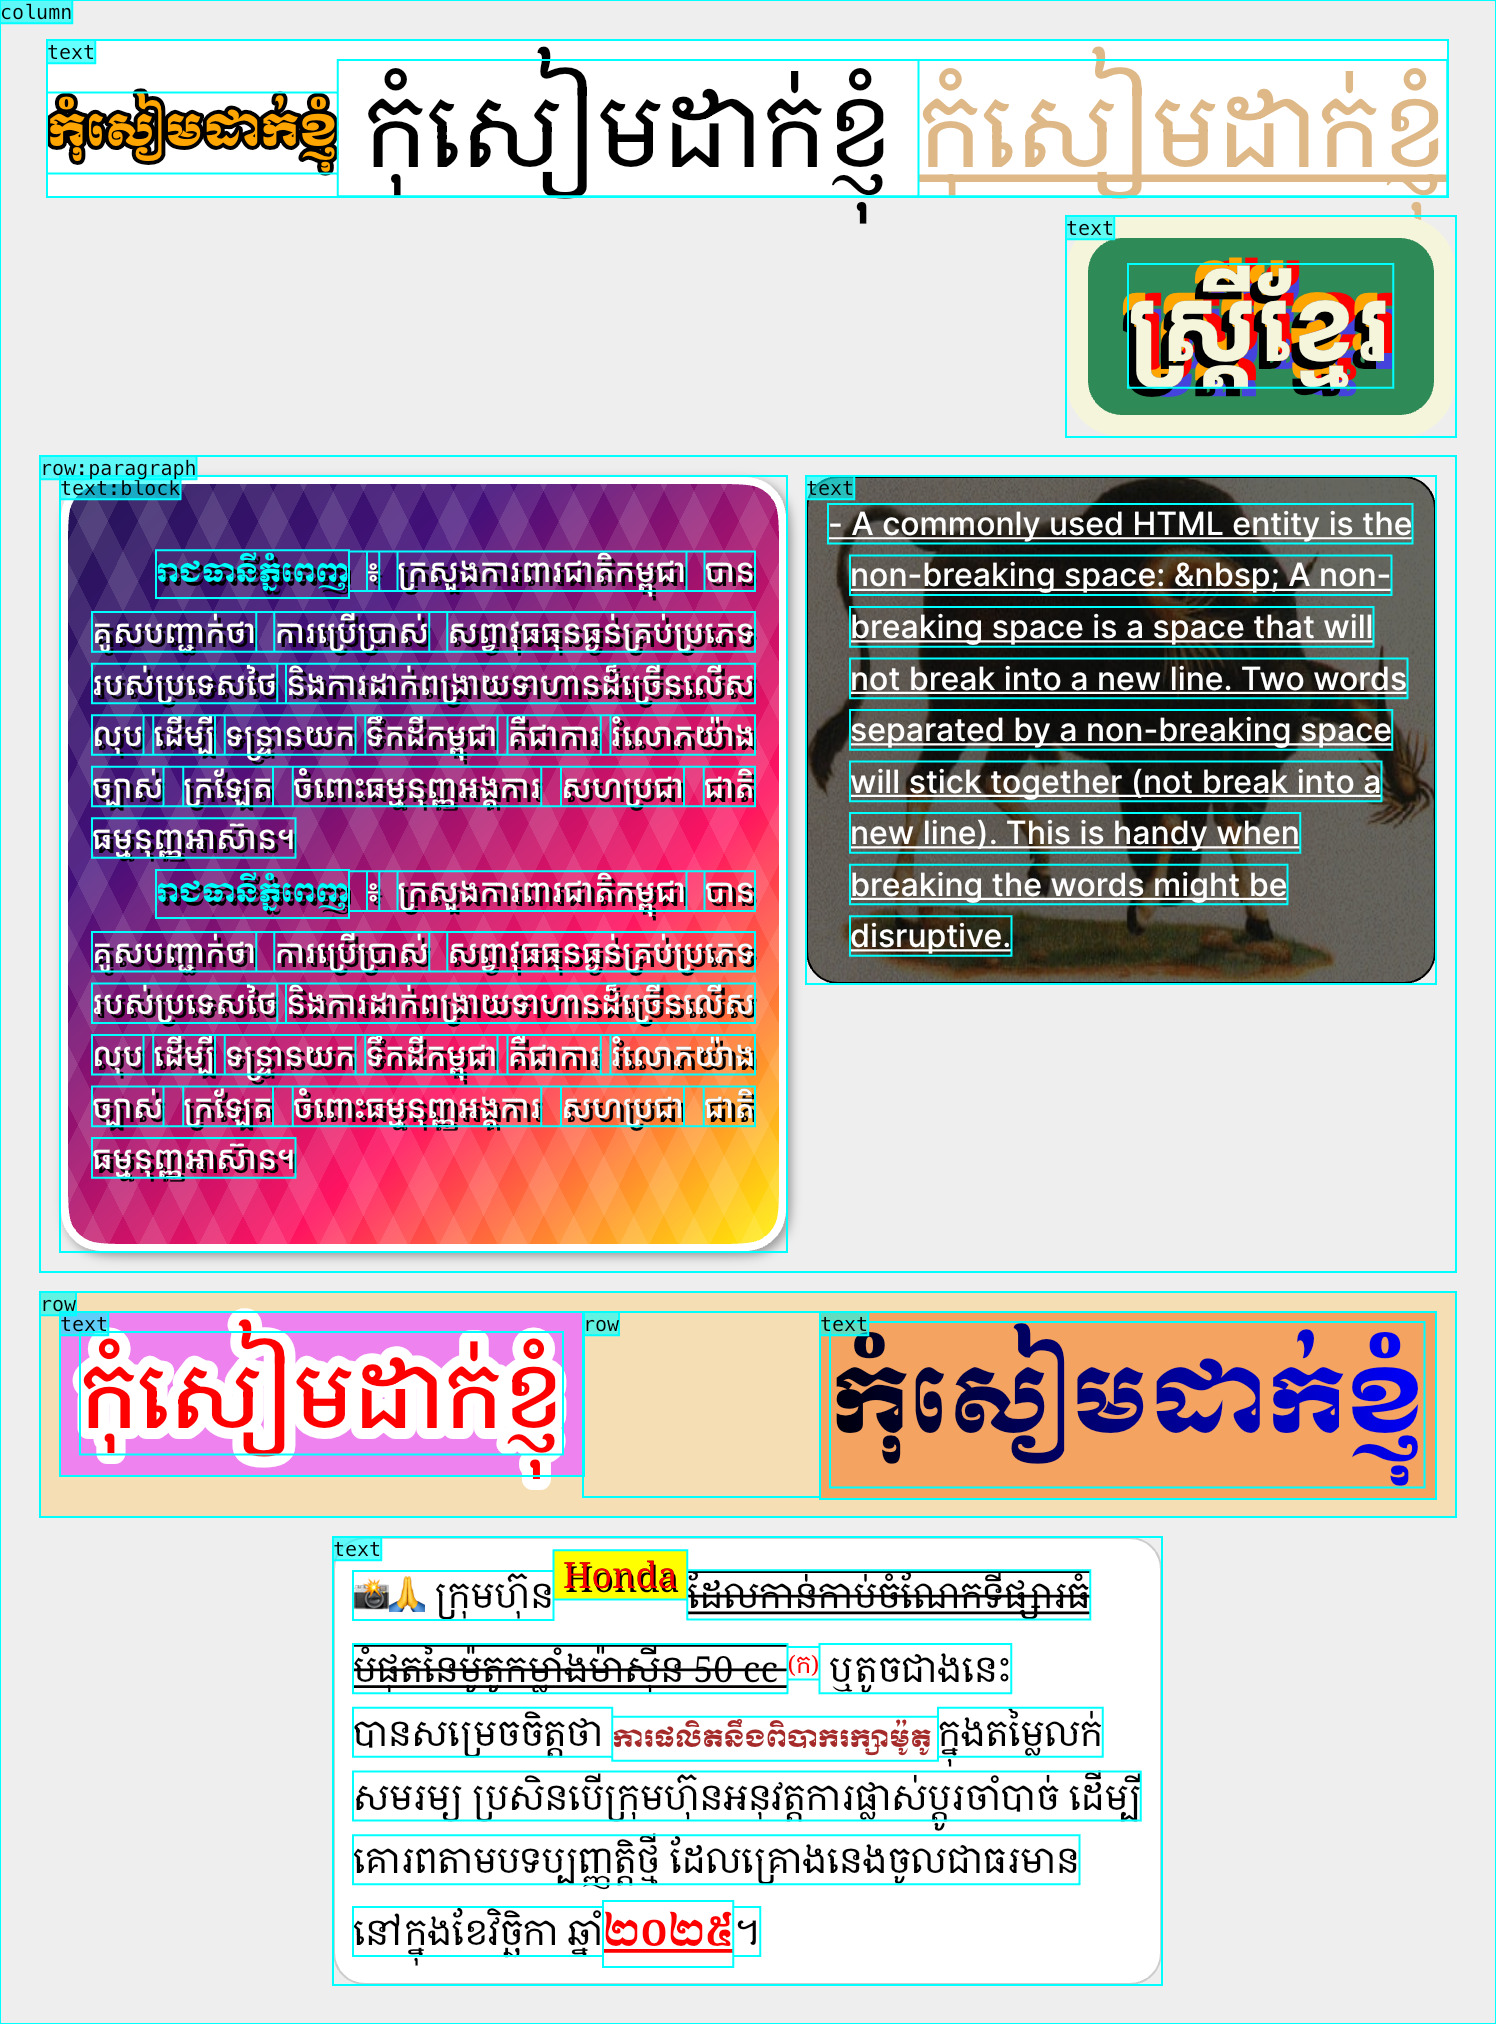 column
text
កុំសៀមដាក់ខ្ញុំ កុំសៀមដាក់ខ្ញុំ កុំសៀមដាក់ខ្ញុំ
text
ស្ត្រីខ្មែរ
row:paragraph
text:block
រាជធានីភ្នំពេញ ៖ ក្រសួងការពារជាតិកម្ពុជា បាន
គូសបញ្ជាក់ថា ការប្រើប្រាស់ សព្វាវុធធុនធ្ងន់គ្រប់ប្រភេទ
របស់ប្រទេសថៃ និងការដាក់ពង្រាយទាហានដ៏ច្រើនលើស
លុប ដើម្បី ទន្ទ្រានយក ទឹកដីកម្ពុជា គឺជាការ រំលោភយ៉ាង
ច្បាស់ ក្រឡែត ចំពោះធម្មនុញ្ញអង្គការ សហប្រជា ជាតិ
ធម្មនុញ្ញអាស៊ាន។
រាជធានីភ្នំពេញ ៖ ក្រសួងការពារជាតិកម្ពុជា បាន
គូសបញ្ជាក់ថា ការប្រើប្រាស់ សព្វាវុធធុនធ្ងន់គ្រប់ប្រភេទ
របស់ប្រទេសថៃ និងការដាក់ពង្រាយទាហានដ៏ច្រើនលើស
លុប ដើម្បី ទន្ទ្រានយក ទឹកដីកម្ពុជា គឺជាការ រំលោភយ៉ាង
ច្បាស់ ក្រឡែត ចំពោះធម្មនុញ្ញអង្គការ សហប្រជា ជាតិ
ធម្មនុញ្ញអាស៊ាន។
text
- A commonly used HTML entity is the
non-breaking space: &nbsp; A non-
breaking space is a space that will
not break into a new line. Two words
separated by a non-breaking space
will stick together (not break into a
new line). This is handy when
breaking the words might be
disruptive.
row
text
កុំសៀមដាក់ខ្ញុំ
row
text
កុំសៀមដាក់ខ្ញុំ
text
📸🙏 ក្រុមហ៊ុន Honda ដែលកាន់កាប់ចំណែកទីផ្សារធំ
បំផុតនៃម៉ូតូកម្លាំងម៉ាស៊ីន 50 cc (ក) ឬតូចជាងនេះ
បានសម្រេចចិត្តថា ការផលិតនឹងពិបាករក្សាម៉ូតូ ក្នុងតម្លៃលក់
សមរម្យ ប្រសិនបើក្រុមហ៊ុនអនុវត្តការផ្លាស់ប្តូរចាំបាច់ ដើម្បី
គោរពតាមបទប្បញ្ញត្តិថ្មី ដែលគ្រោងនេងចូលជាធរមាន
នៅក្នុងខែវិច្ឆិកា ឆ្នាំ២០២៥។